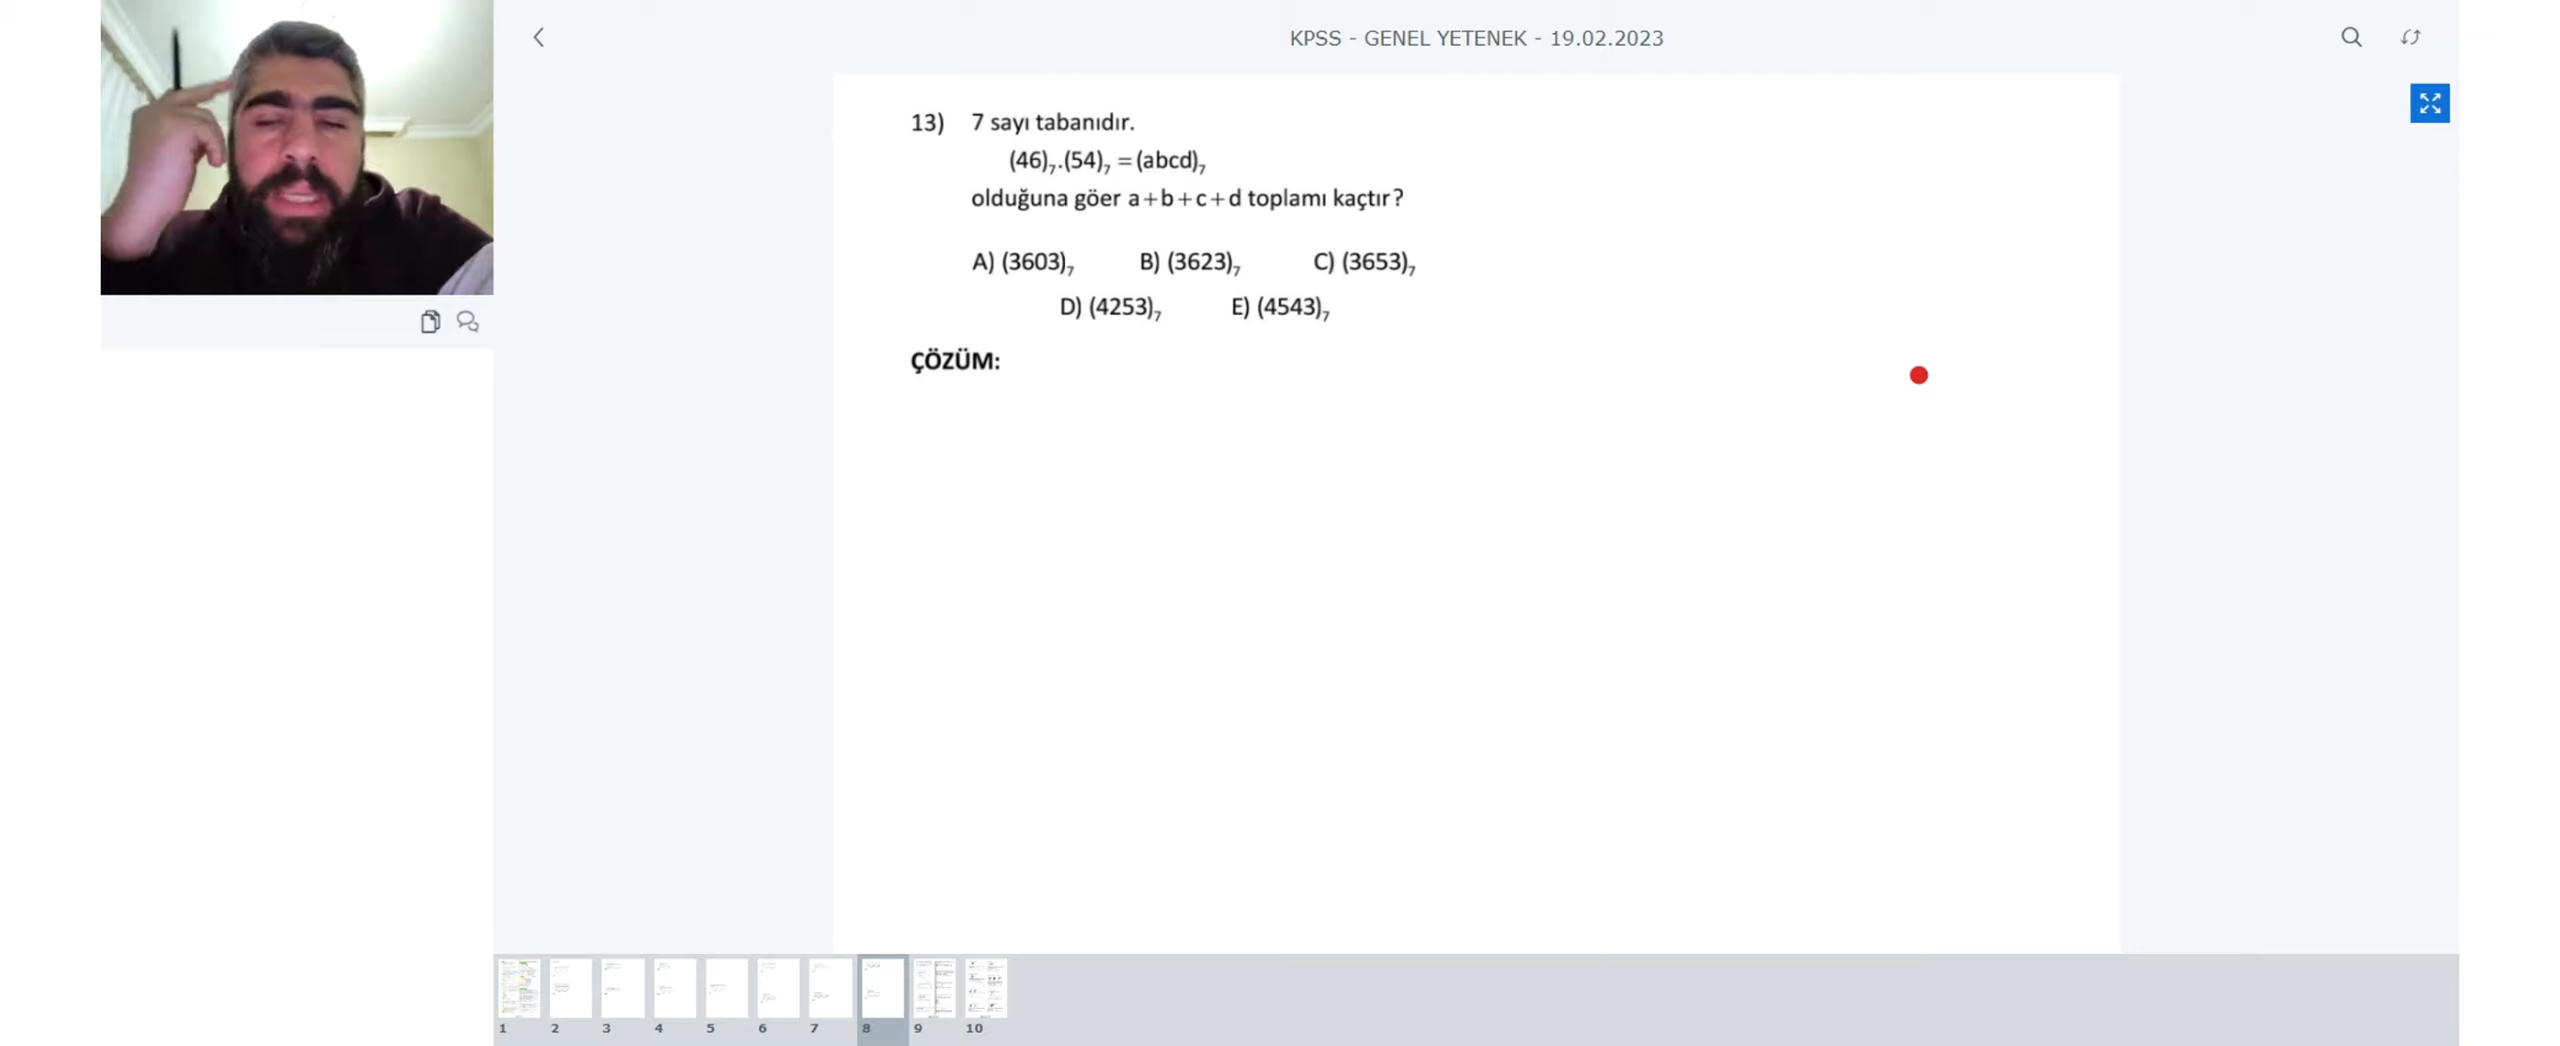 KPSS - GENEL YETENEK - 19.02.2023
13) 7 sayı tabanıdır.
(46)₇.(54)₇ = (abcd)₇
olduğuna göer a+b+c+d toplamı kaçtır?
A) (3603)₇ B) (3623)₇ C) (3653)₇
D) (4253)₇ E) (4543)₇
ÇÖZÜM:
1 2 3 4 5 6 7 8 9 10